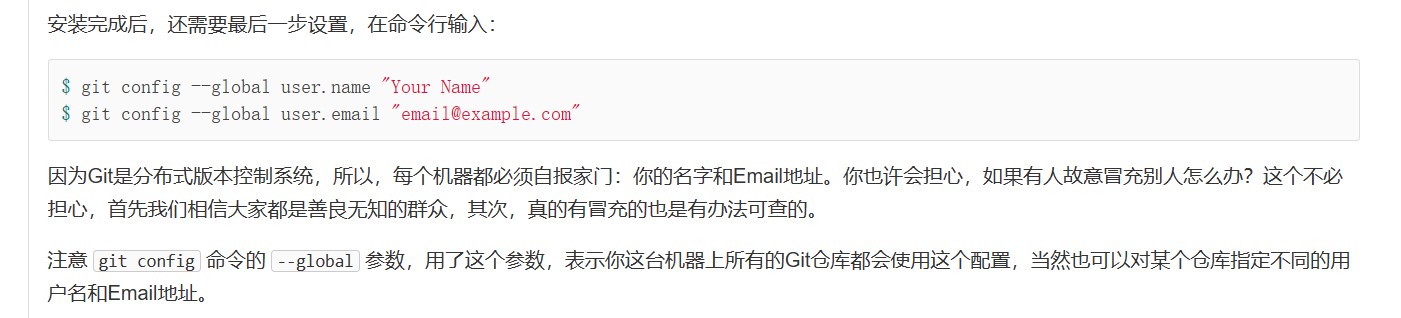 安装完成后，还需要最后一步设置，在命令行输入：
$ git config --global user.name "Your Name"
$ git config --global user.email "email@example.com"
因为Git是分布式版本控制系统，所以，每个机器都必须自报家门：你的名字和Email地址。你也许会担心，如果有人故意冒充别人怎么办？这个不必
担心，首先我们相信大家都是善良无知的群众，其次，真的有冒充的也是有办法可查的。
注意 git config 命令的 --global 参数，用了这个参数，表示你这台机器上所有的Git仓库都会使用这个配置，当然也可以对某个仓库指定不同的用
户名和Email地址。